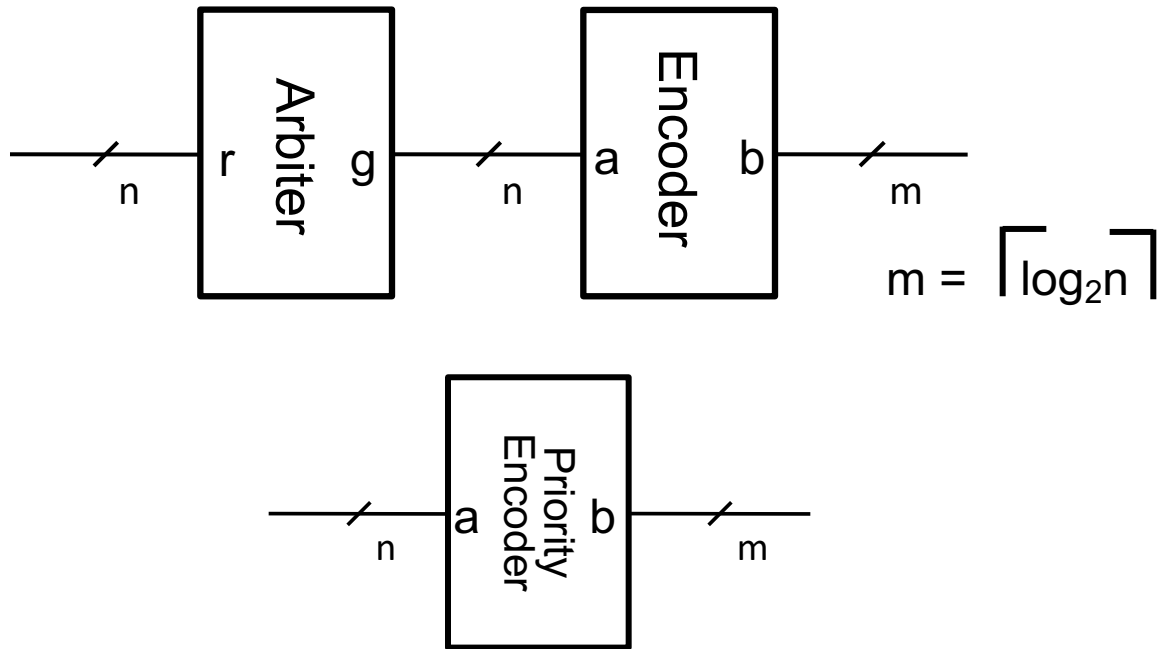 Arbiter
r
g
n
n
Encoder
a
b
m
m = ⌈log₂n⌉
Priority
Encoder
a
b
n
m